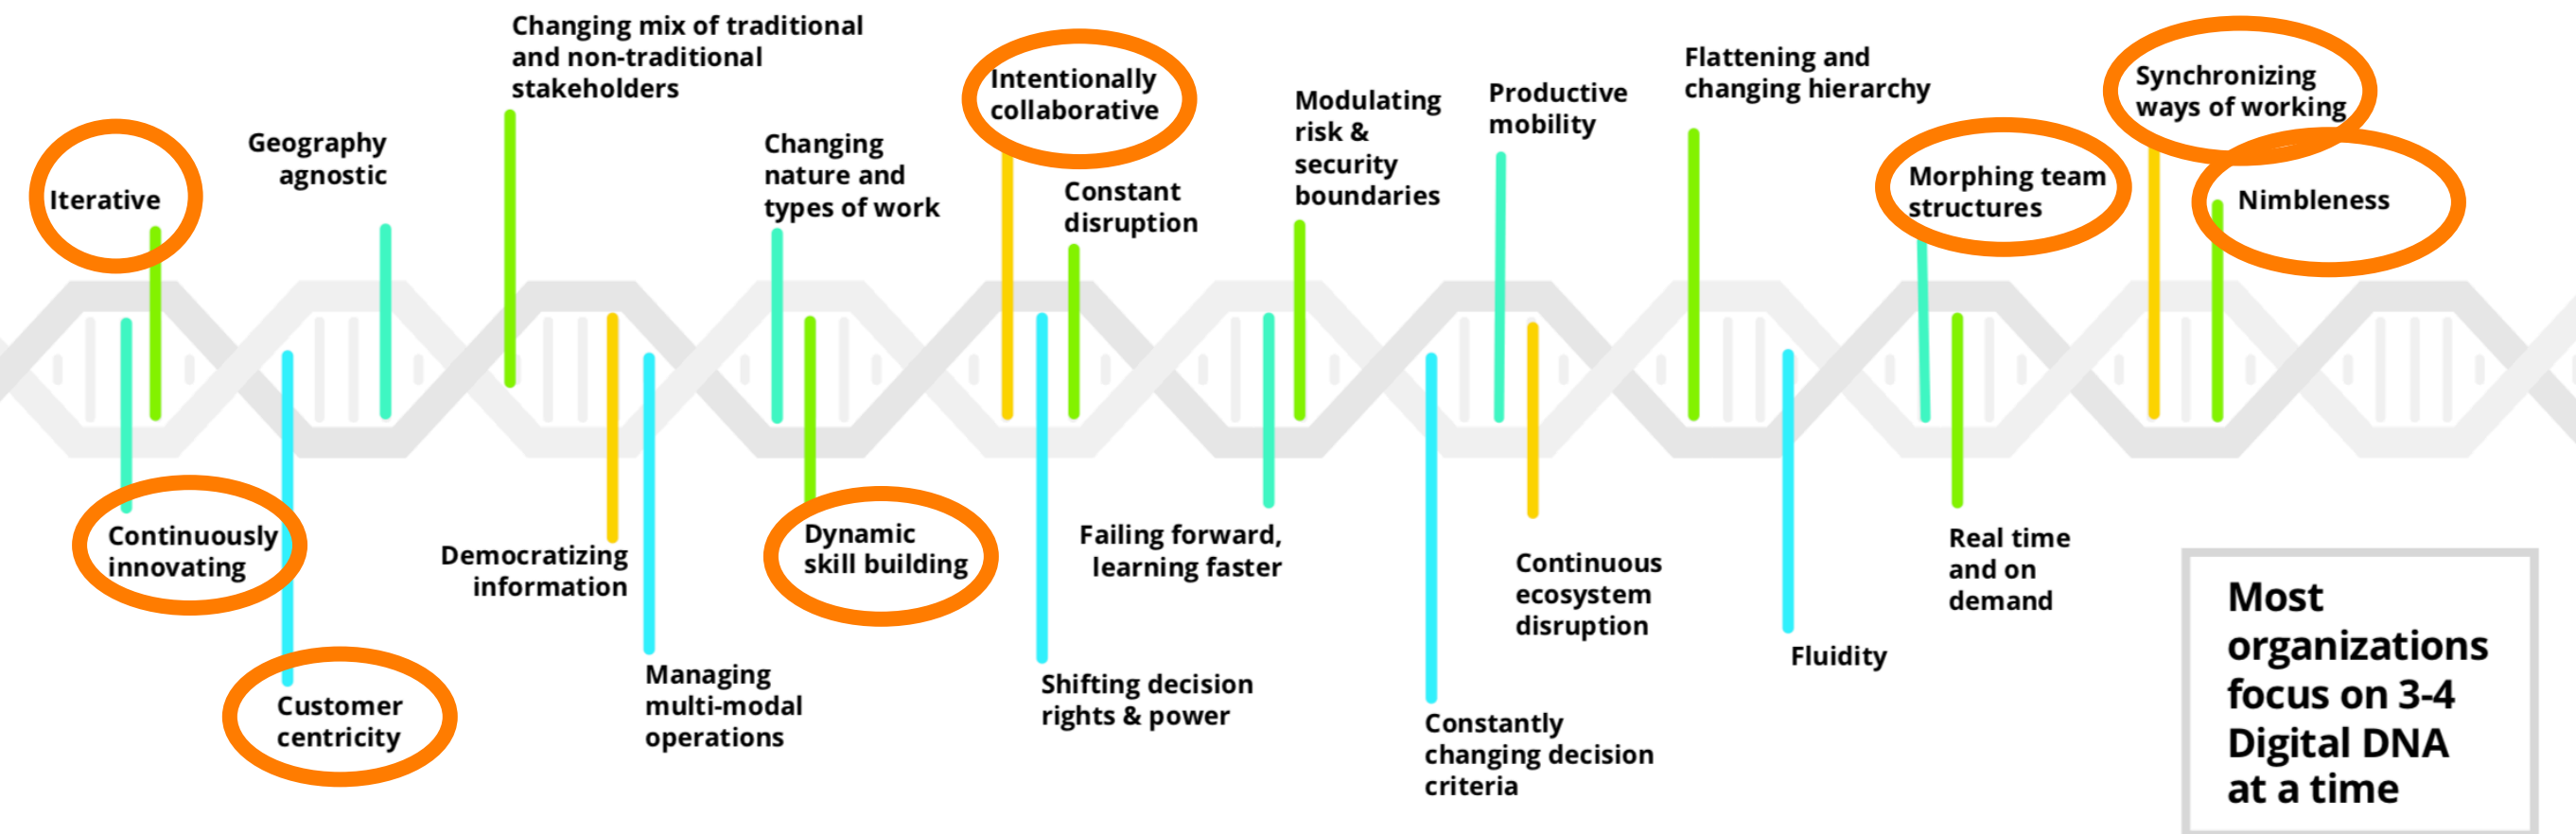 Changing mix of traditional
and non-traditional
stakeholders
Iterative
Geography
agnostic
Changing
nature and
types of work
Intentionally
collaborative
Constant
disruption
Modulating
risk &
security
boundaries
Productive
mobility
Flattening and
changing hierarchy
Morphing team
structures
Synchronizing
ways of working
Nimbleness
Continuously
innovating
Customer
centricity
Democratizing
information
Managing
multi-modal
operations
Dynamic
skill building
Shifting decision
rights & power
Failing forward,
learning faster
Constantly
changing decision
criteria
Continuous
ecosystem
disruption
Fluidity
Real time
and on
demand
Most
organizations
focus on 3-4
Digital DNA
at a time